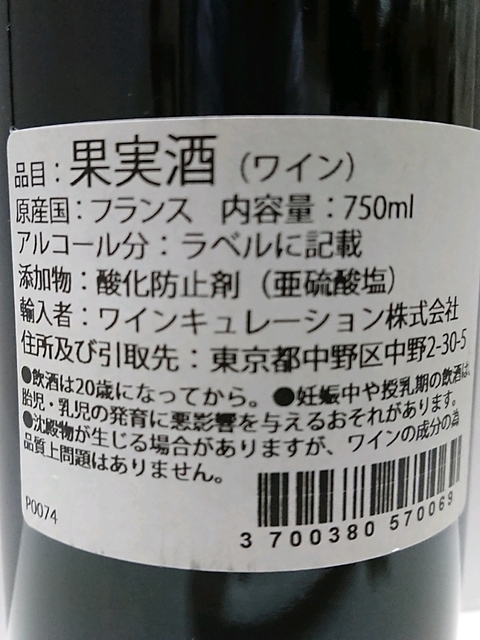 品目：果実酒（ワイン）
原産国：フランス　内容量：750ml
アルコール分：ラベルに記載
添加物：酸化防止剤（亜硫酸塩）
輸入者：ワインキュレーション株式会社
住所及び引取先：東京都中野区中野2-30-5
●飲酒は20歳になってから。●妊娠中や授乳期の飲酒は、
胎児・乳児の発育に悪影響を与えるおそれがあります。
●沈殿物が生じる場合がありますが、ワインの成分の為
品質上問題はありません。
P0074
3 700380 570069